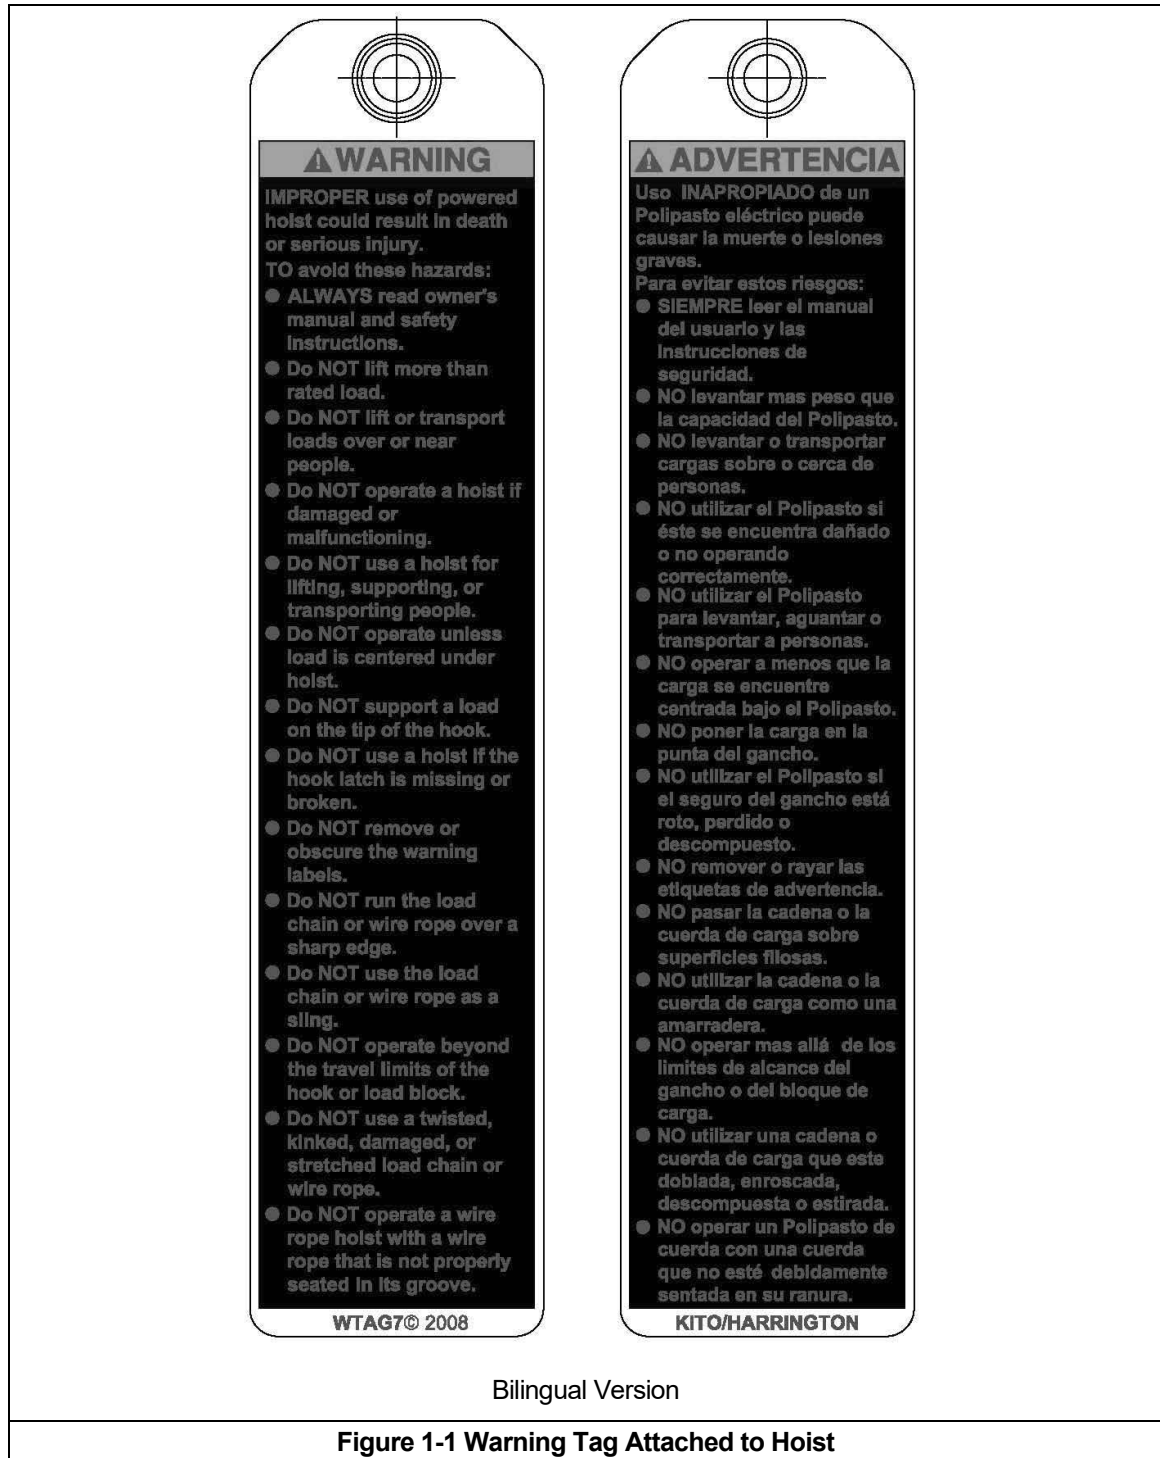 WARNING
IMPROPER use of powered
hoist could result in death
or serious injury.
TO avoid these hazards:
● ALWAYS read owner's
manual and safety
instructions.
● Do NOT lift more than
rated load.
● Do NOT lift or transport
loads over or near
people.
● Do NOT operate a hoist if
damaged or
malfunctioning.
● Do NOT use a hoist for
lifting, supporting, or
transporting people.
● Do NOT operate unless
load is centered under
hoist.
● Do NOT support a load
on the tip of the hook.
● Do NOT use a hoist if the
hook latch is missing or
broken.
● Do NOT remove or
obscure the warning
labels.
● Do NOT run the load
chain or wire rope over a
sharp edge.
● Do NOT use the load
chain or wire rope as a
sling.
● Do NOT operate beyond
the travel limits of the
hook or load block.
● Do NOT use a twisted,
kinked, damaged, or
stretched load chain or
wire rope.
● Do NOT operate a wire
rope hoist with a wire
rope that is not properly
seated in its groove.
WTAG7© 2008
ADVERTENCIA
Uso INAPROPIADO de un
Polipasto eléctrico puede
causar la muerte o lesiones
graves.
Para evitar estos riesgos:
● SIEMPRE leer el manual
del usuario y las
instrucciones de
seguridad.
● NO levantar mas peso que
la capacidad del Polipasto.
● NO levantar o transportar
cargas sobre o cerca de
personas.
● NO utilizar el Polipasto si
éste se encuentra dañado
o no operando
correctamente.
● NO utilizar el Polipasto
para levantar, aguantar o
transportar a personas.
● NO operar a menos que la
carga se encuentre
centrada bajo el Polipasto.
● NO poner la carga en la
punta del gancho.
● NO utilizar el Polipasto si
el seguro del gancho está
roto, perdido o
descompuesto.
● NO remover o rayar las
etiquetas de advertencia.
● NO pasar la cadena o la
cuerda de carga sobre
superficies filosas.
● NO utilizar la cadena o la
cuerda de carga como una
amarradera.
● NO operar mas allá de los
limites de alcance del
gancho o del bloque de
carga.
● NO utilizar una cadena o
cuerda de carga que este
doblada, enroscada,
descompuesta o estirada.
● NO operar un Polipasto de
cuerda con una cuerda
que no esté debidamente
sentada en su ranura.
KITO/HARRINGTON
Bilingual Version
Figure 1-1 Warning Tag Attached to Hoist